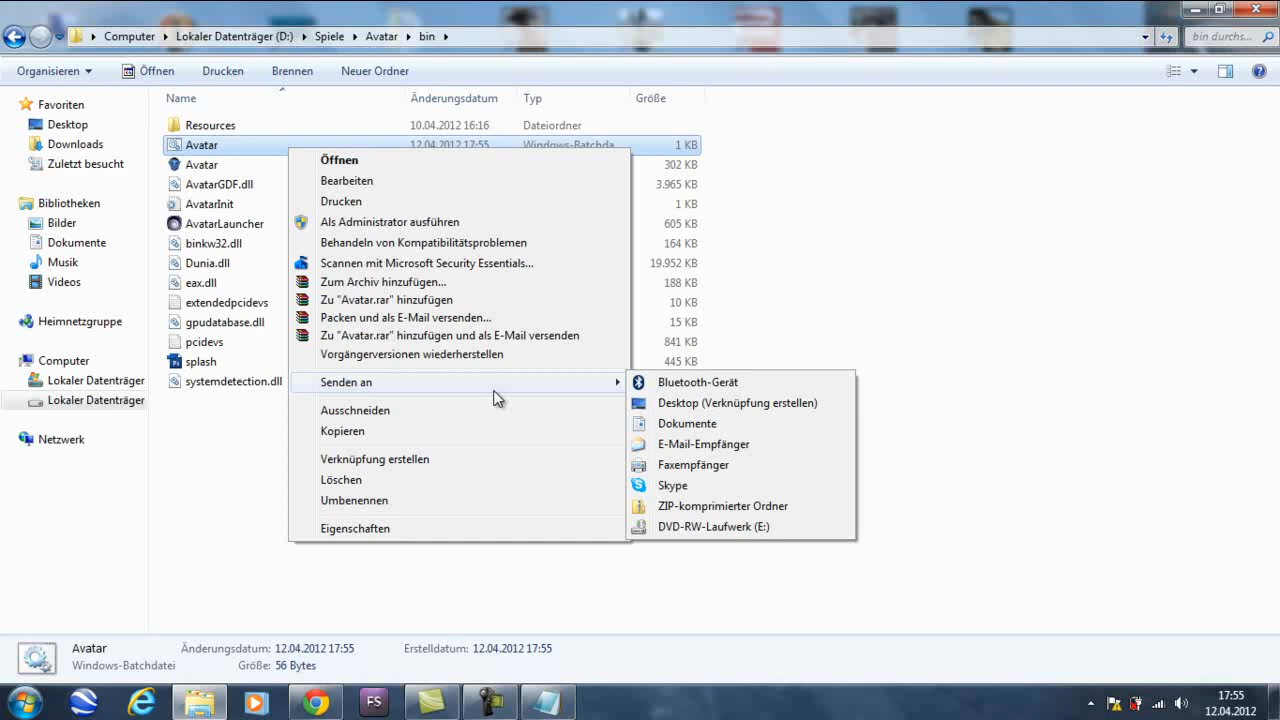 Computer Lokaler Datenträger (D:) Spiele Avatar bin
bin durchs...
Organisieren Öffnen Drucken Brennen Neuer Ordner
Name Änderungsdatum Typ Größe
Favoriten
Desktop
Downloads
Zuletzt besucht
Bibliotheken
Bilder
Dokumente
Musik
Videos
Heimnetzgruppe
Computer
Lokaler Datenträger
Lokaler Datenträger
Netzwerk
Resources 10.04.2012 16:16 Dateiordner
Avatar 12.04.2012 17:55 Windows-Batchda 1 KB
Avatar 302 KB
AvatarGDF.dll 3.965 KB
AvatarInit 1 KB
AvatarLauncher 605 KB
binkw32.dll 164 KB
Dunia.dll 19.952 KB
eax.dll 188 KB
extendedpcidevs 10 KB
gpudatabase.dll 15 KB
pcidevs 841 KB
splash 445 KB
systemdetection.dll
Öffnen
Bearbeiten
Drucken
Als Administrator ausführen
Behandeln von Kompatibilitätsproblemen
Scannen mit Microsoft Security Essentials...
Zum Archiv hinzufügen...
Zu "Avatar.rar" hinzufügen
Packen und als E-Mail versenden...
Zu "Avatar.rar" hinzufügen und als E-Mail versenden
Vorgängerversionen wiederherstellen
Senden an
Ausschneiden
Kopieren
Verknüpfung erstellen
Löschen
Umbenennen
Eigenschaften
Bluetooth-Gerät
Desktop (Verknüpfung erstellen)
Dokumente
E-Mail-Empfänger
Faxempfänger
Skype
ZIP-komprimierter Ordner
DVD-RW-Laufwerk (E:)
Avatar Änderungsdatum: 12.04.2012 17:55 Erstelldatum: 12.04.2012 17:55
Windows-Batchdatei Größe: 56 Bytes
FS
17:55
12.04.2012